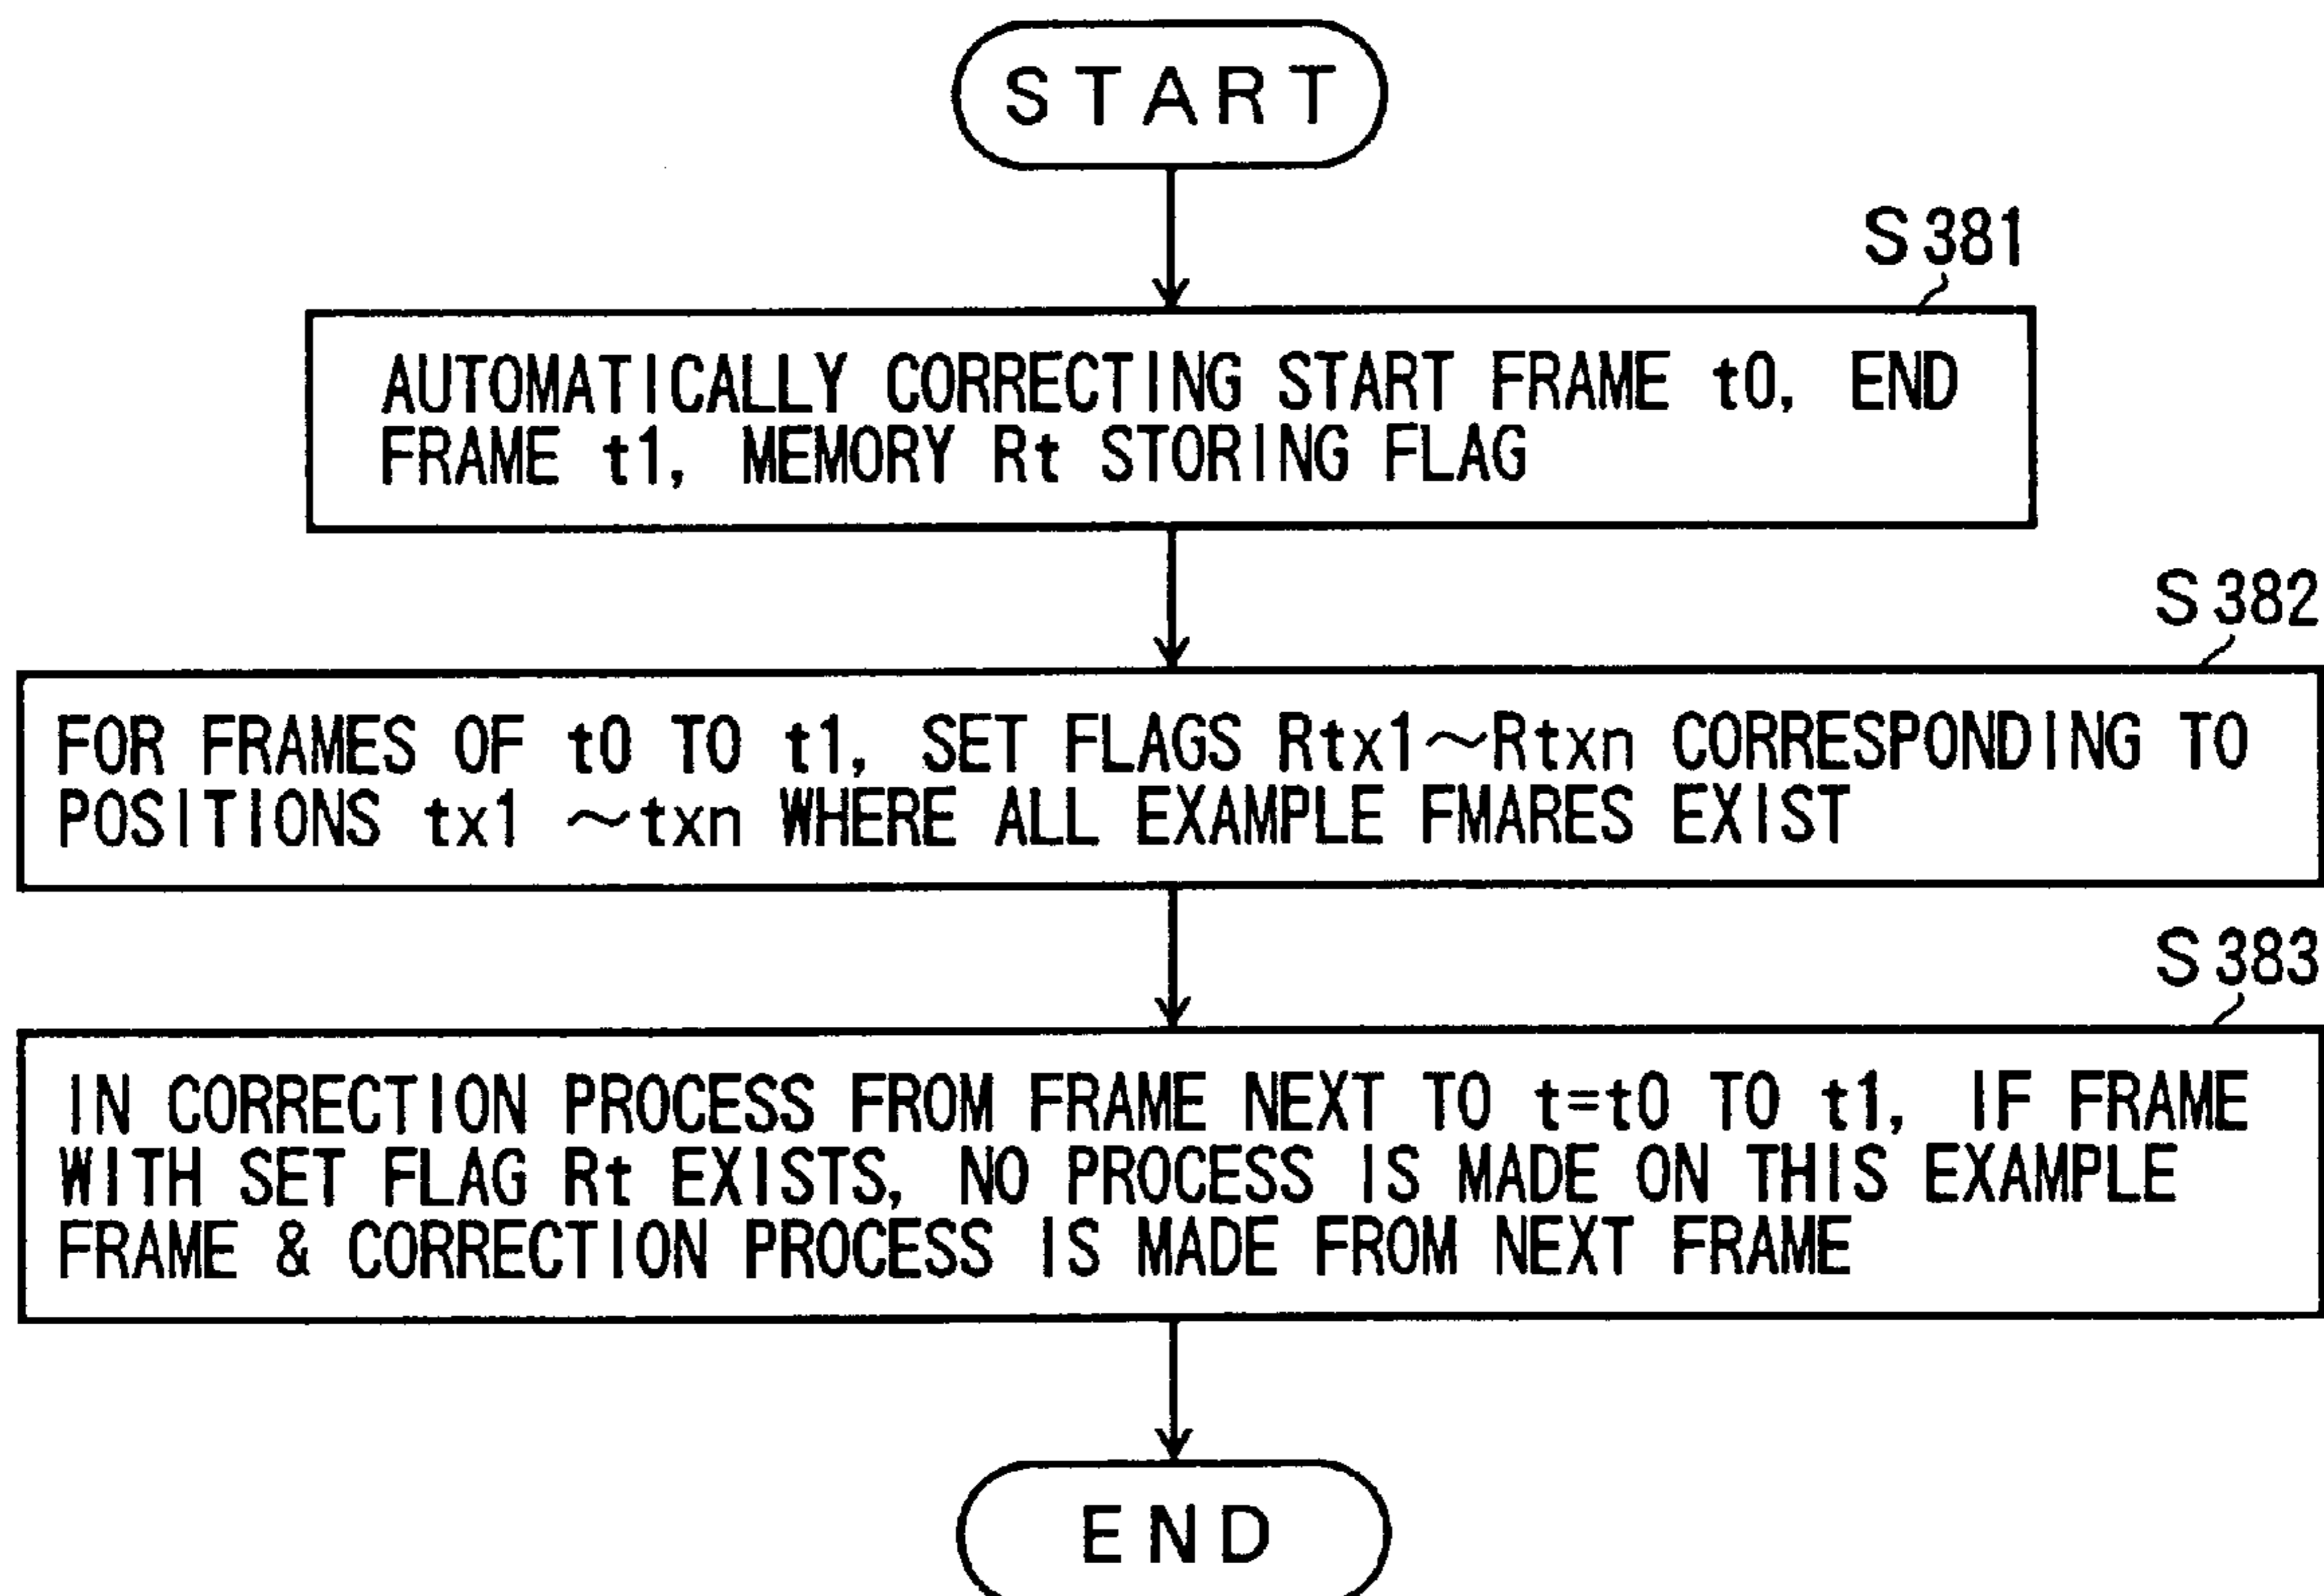 START
S381
AUTOMATICALLY CORRECTING START FRAME t0, END
FRAME t1, MEMORY Rt STORING FLAG
S382
FOR FRAMES OF t0 TO t1, SET FLAGS Rtx1~Rtxn CORRESPONDING TO
POSITIONS tx1 ~txn WHERE ALL EXAMPLE FMARES EXIST
S383
IN CORRECTION PROCESS FROM FRAME NEXT TO t=t0 TO t1, IF FRAME
WITH SET FLAG Rt EXISTS, NO PROCESS IS MADE ON THIS EXAMPLE
FRAME & CORRECTION PROCESS IS MADE FROM NEXT FRAME
END